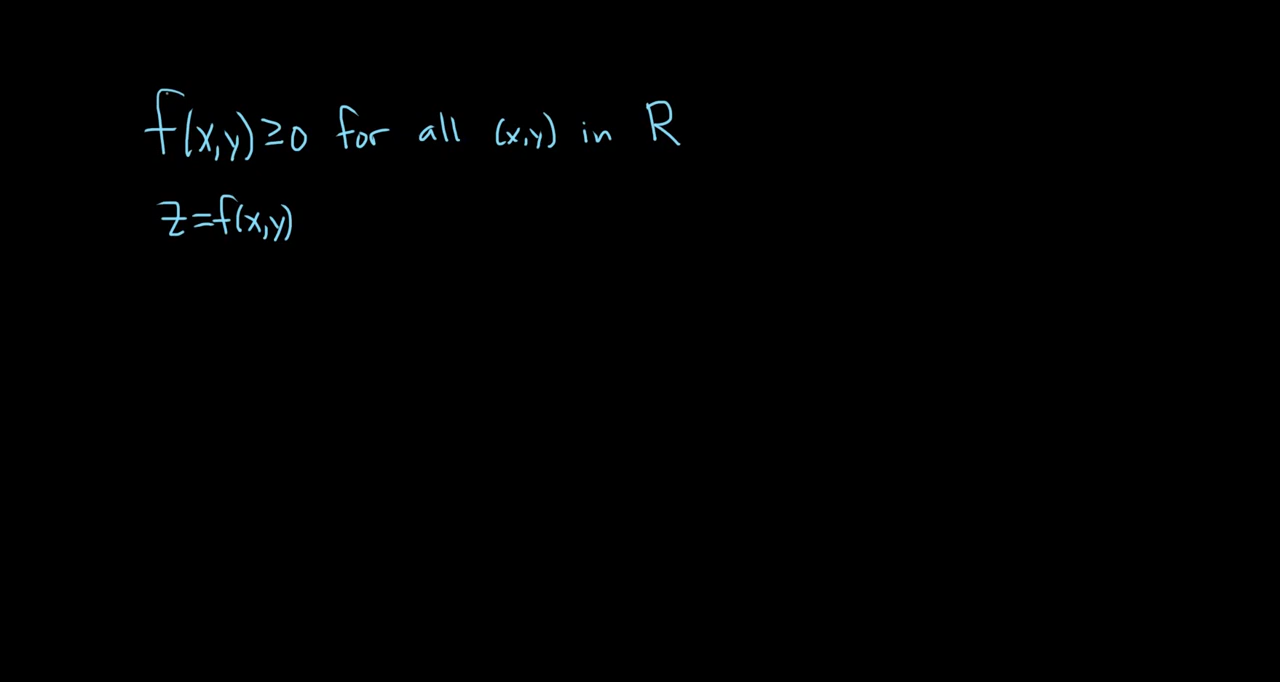 f(x,y)≥0 for all (x,y) in R
z=f(x,y)